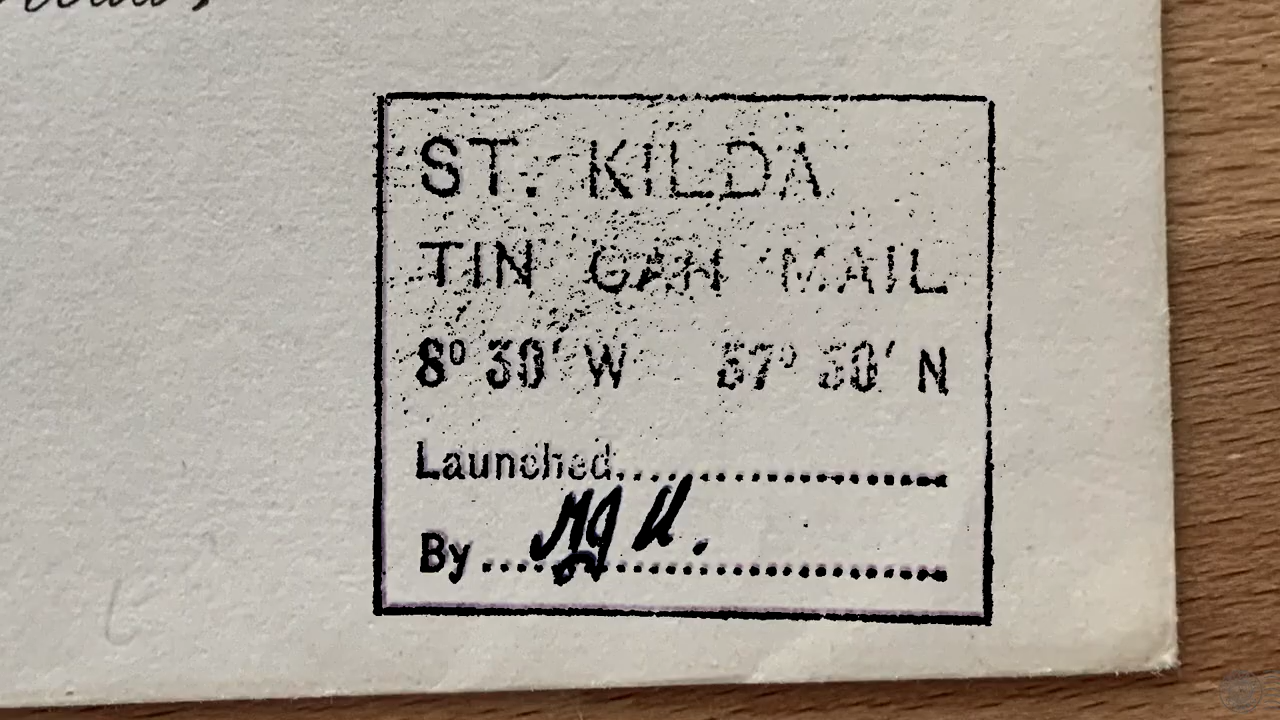 ST. KILDA
TIN CAN MAIL
8° 30′ W 57° 50′ N
Launched....................
By ....................